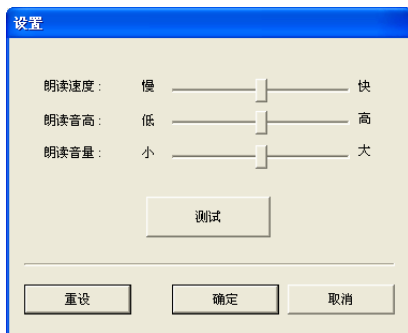 设置
朗读速度： 慢 快
朗读音高： 低 高
朗读音量： 小 大
测试
重设 确定 取消